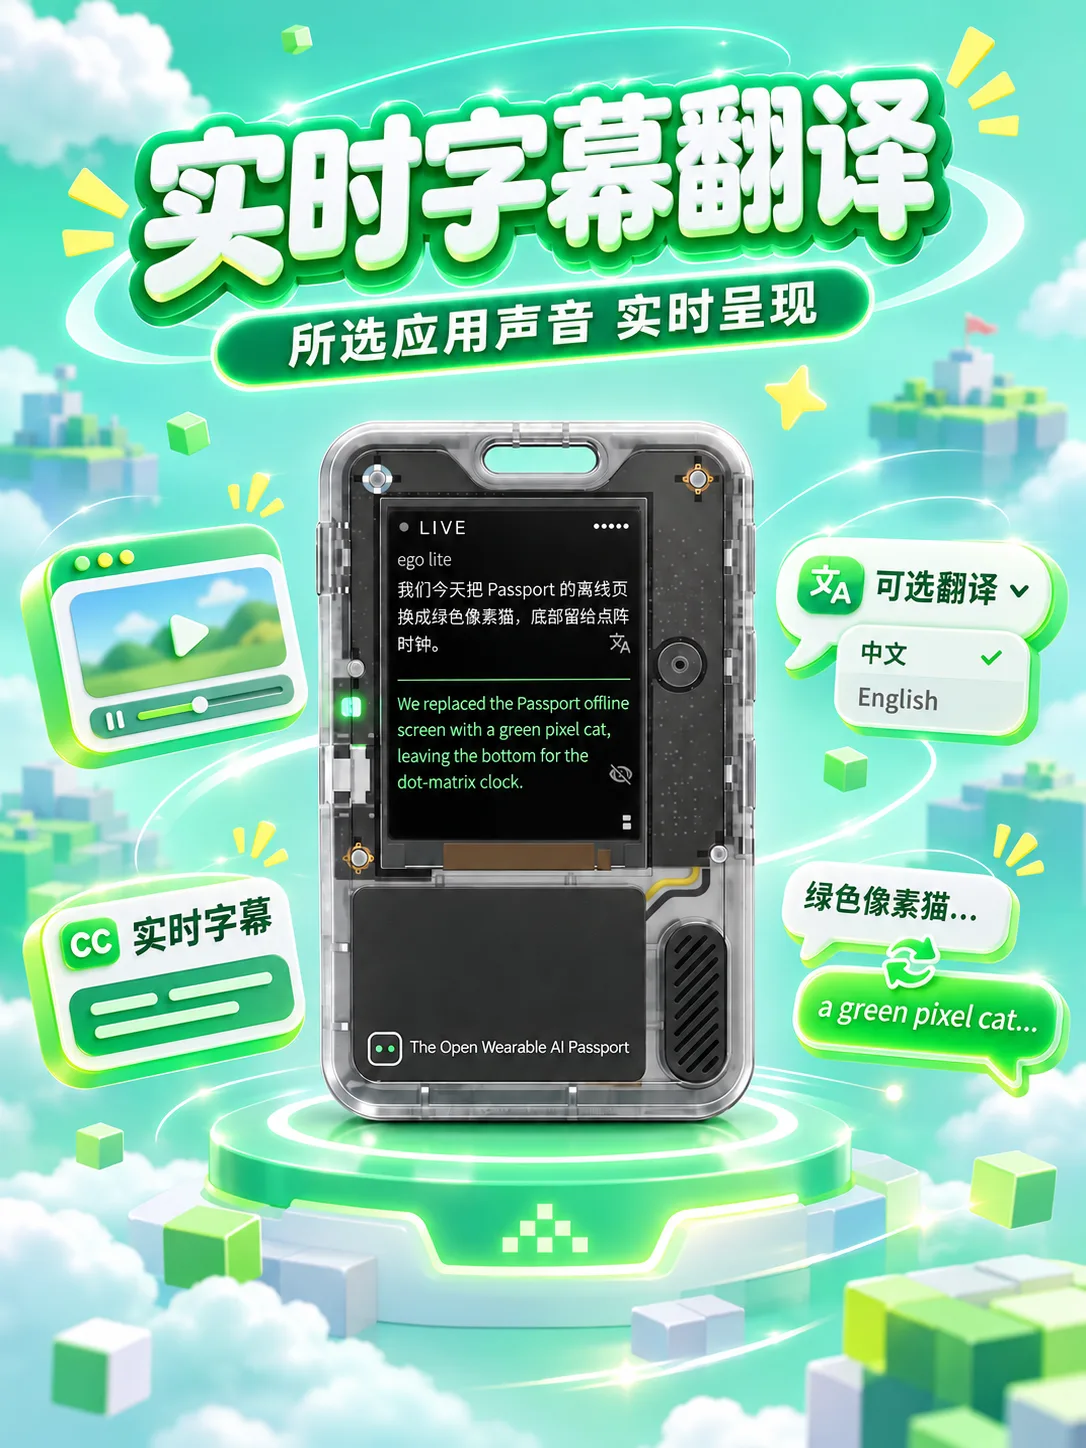 实时字幕翻译
所选应用声音 实时呈现
LIVE
ego lite
我们今天把 Passport 的离线页
换成绿色像素猫，底部留给点阵
时钟。
文A
We replaced the Passport offline
screen with a green pixel cat,
leaving the bottom for the
dot-matrix clock.
The Open Wearable AI Passport
文A 可选翻译
中文
English
CC 实时字幕
绿色像素猫...
a green pixel cat...